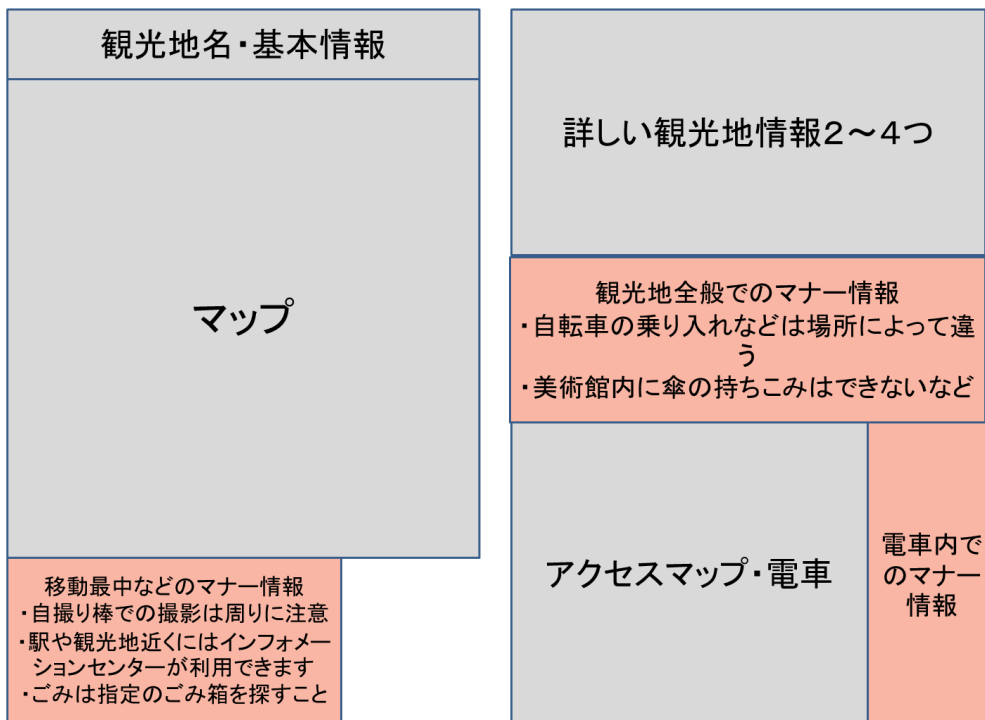 観光地名・基本情報
マップ
移動最中などのマナー情報
・自撮り棒での撮影は周りに注意
・駅や観光地近くにはインフォメー
ションセンターが利用できます
・ごみは指定のごみ箱を探すこと
詳しい観光地情報２～４つ
観光地全般でのマナー情報
・自転車の乗り入れなどは場所によって違
う
・美術館内に傘の持ちこみはできないなど
アクセスマップ・電車
電車内で
のマナー
情報